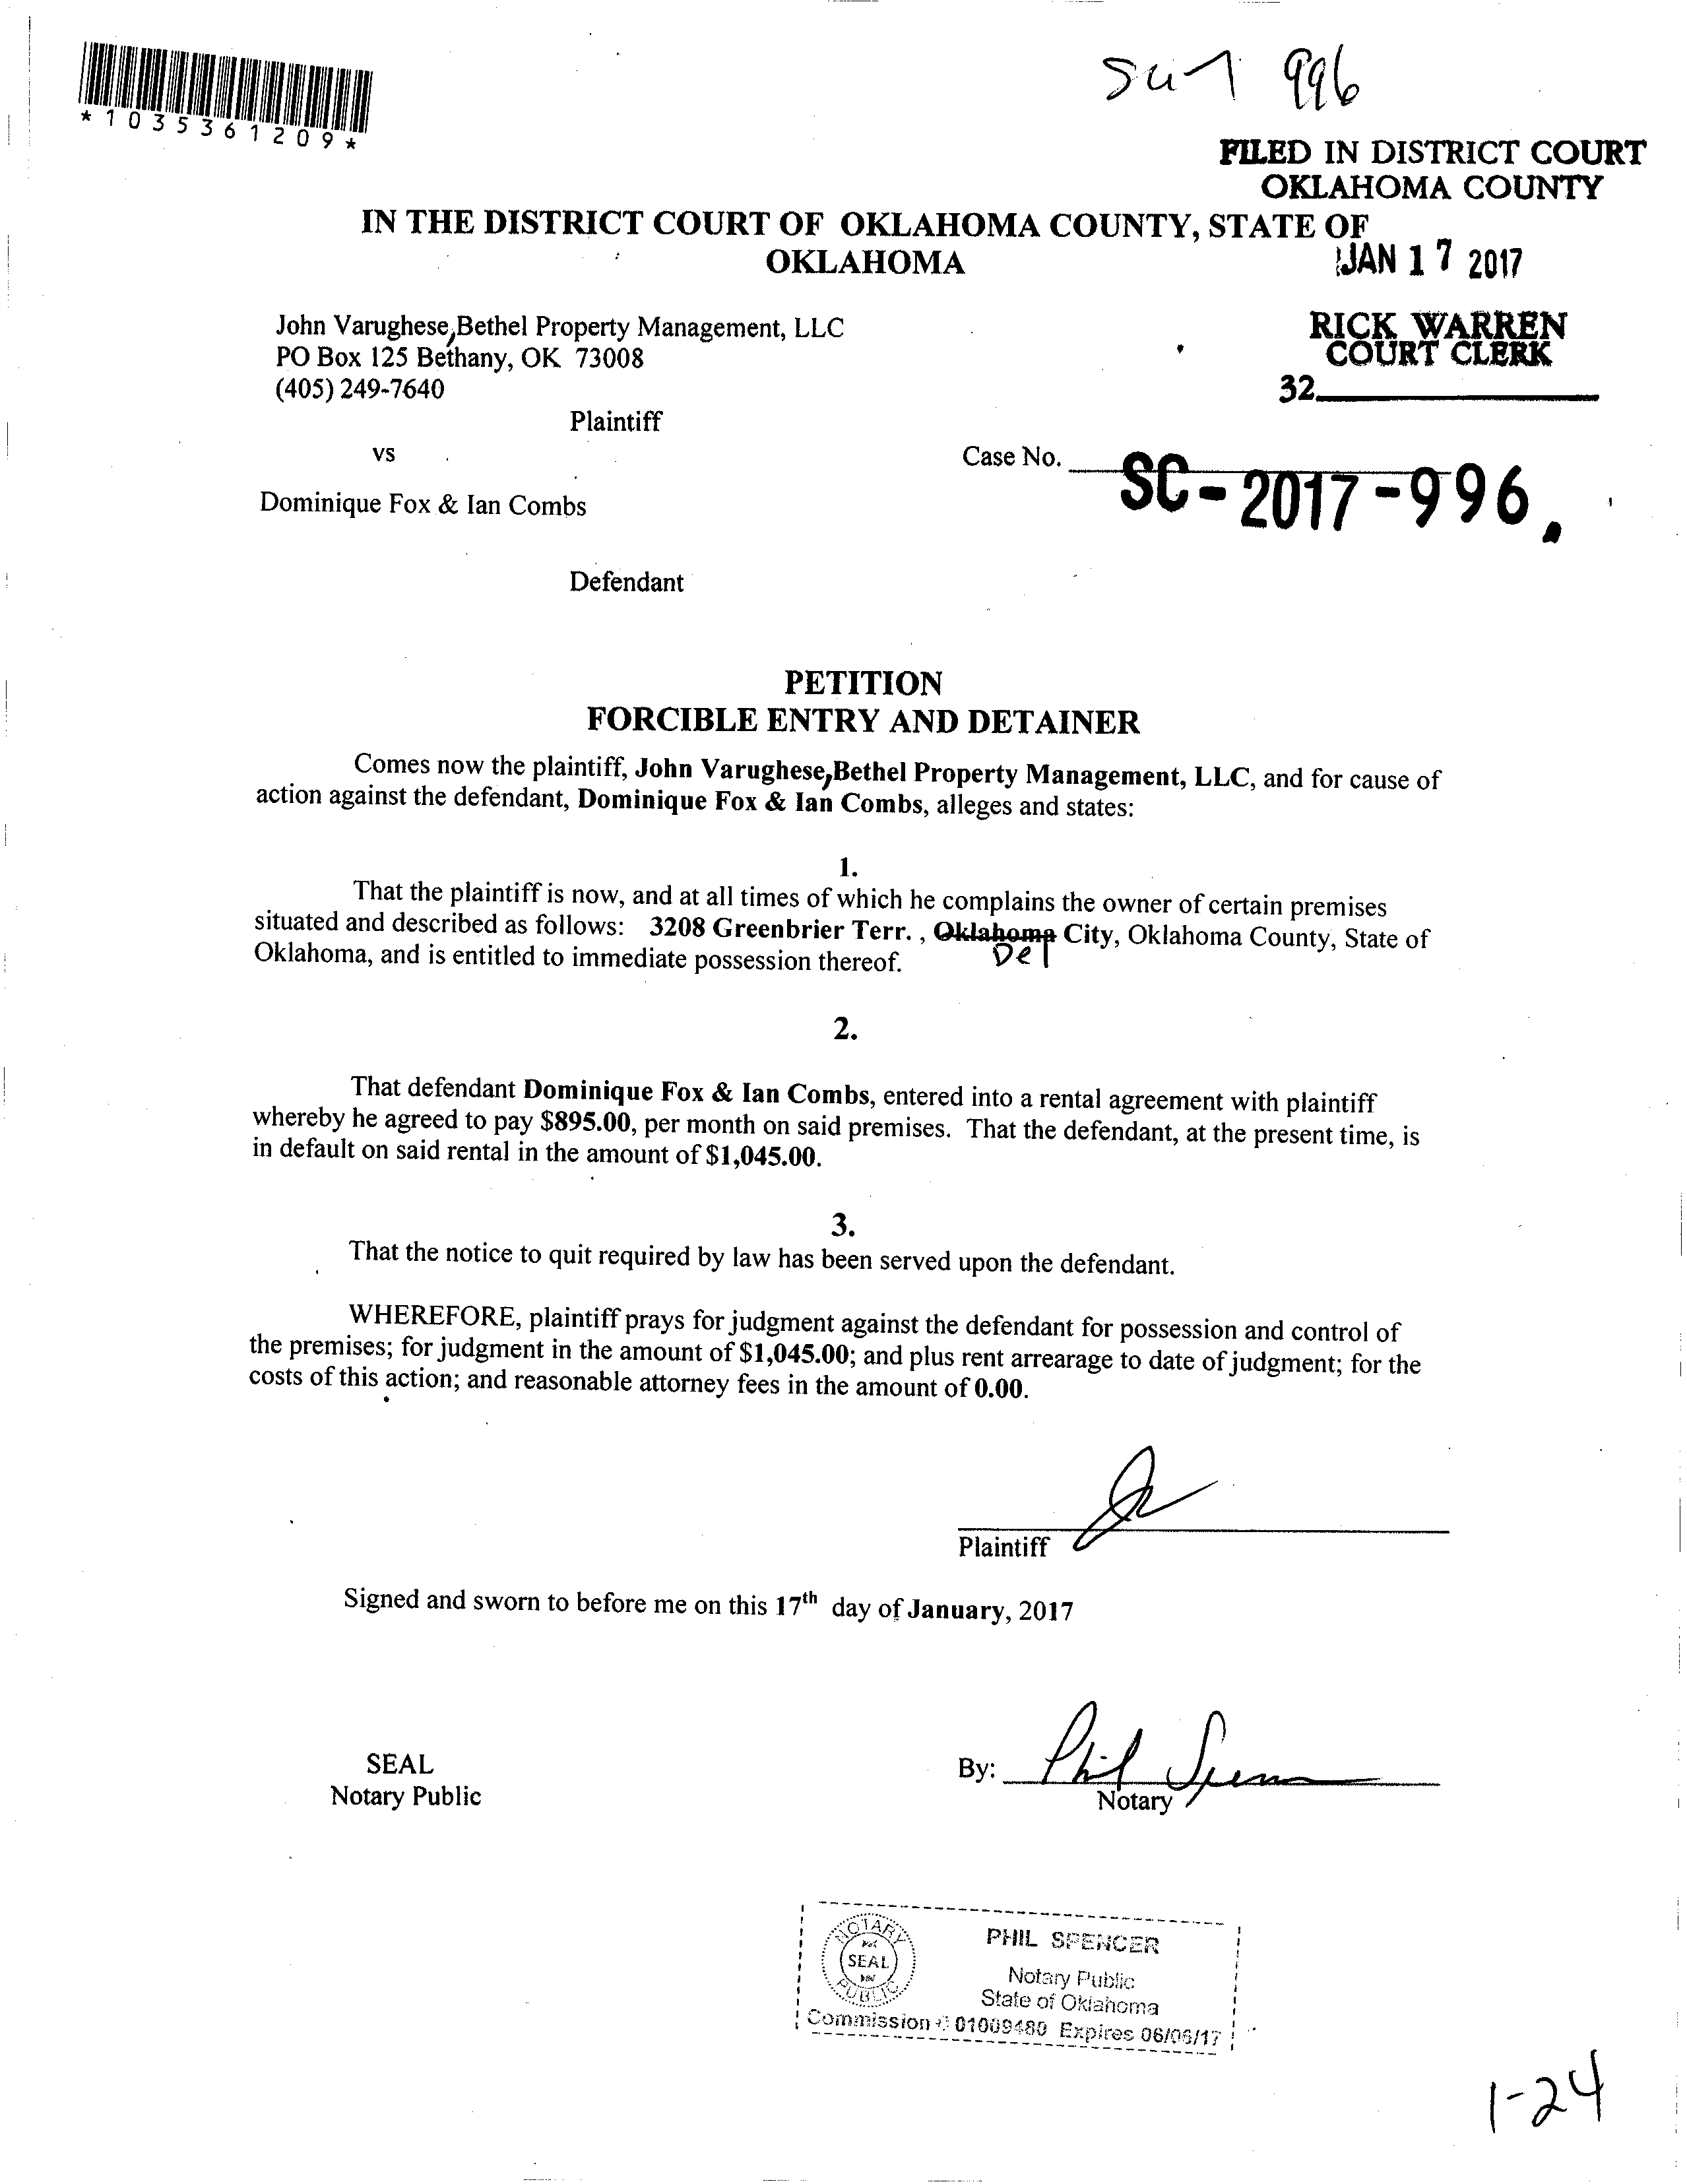 *1035361209*
996
FILED IN DISTRICT COURT
OKLAHOMA COUNTY
IN THE DISTRICT COURT OF OKLAHOMA COUNTY, STATE OF
OKLAHOMA
JAN 17 2017
John Varughese,Bethel Property Management, LLC
PO Box 125 Bethany, OK 73008
(405) 249-7640
RICK WARREN
COURT CLERK
32
Plaintiff
vs
Case No. SC-2017-996
Dominique Fox & Ian Combs
Defendant
PETITION
FORCIBLE ENTRY AND DETAINER
Comes now the plaintiff, John Varughese,Bethel Property Management, LLC, and for cause of
action against the defendant, Dominique Fox & Ian Combs, alleges and states:
1.
That the plaintiff is now, and at all times of which he complains the owner of certain premises
situated and described as follows: 3208 Greenbrier Terr. , Oklahoma City, Oklahoma County, State of
Del
Oklahoma, and is entitled to immediate possession thereof.
2.
That defendant Dominique Fox & Ian Combs, entered into a rental agreement with plaintiff
whereby he agreed to pay $895.00, per month on said premises. That the defendant, at the present time, is
in default on said rental in the amount of $1,045.00.
3.
That the notice to quit required by law has been served upon the defendant.
WHEREFORE, plaintiff prays for judgment against the defendant for possession and control of
the premises; for judgment in the amount of $1,045.00; and plus rent arrearage to date of judgment; for the
costs of this action; and reasonable attorney fees in the amount of 0.00.
Plaintiff
Signed and sworn to before me on this 17th day of January, 2017
SEAL
Notary Public
By: Phil Spencer
Notary
NOTARY
SEAL
PUBLIC
PHIL SPENCER
Notary Public
State of Oklahoma
Commission # 01009480 Expires 06/06/17
1-24